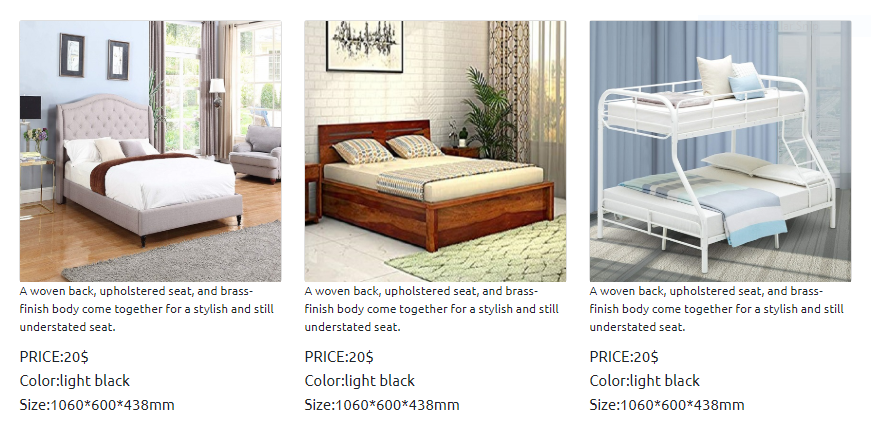 A woven back, upholstered seat, and brass-
finish body come together for a stylish and still
understated seat.
PRICE:20$
Color:light black
Size:1060*600*438mm
A woven back, upholstered seat, and brass-
finish body come together for a stylish and still
understated seat.
PRICE:20$
Color:light black
Size:1060*600*438mm
A woven back, upholstered seat, and brass-
finish body come together for a stylish and still
understated seat.
PRICE:20$
Color:light black
Size:1060*600*438mm